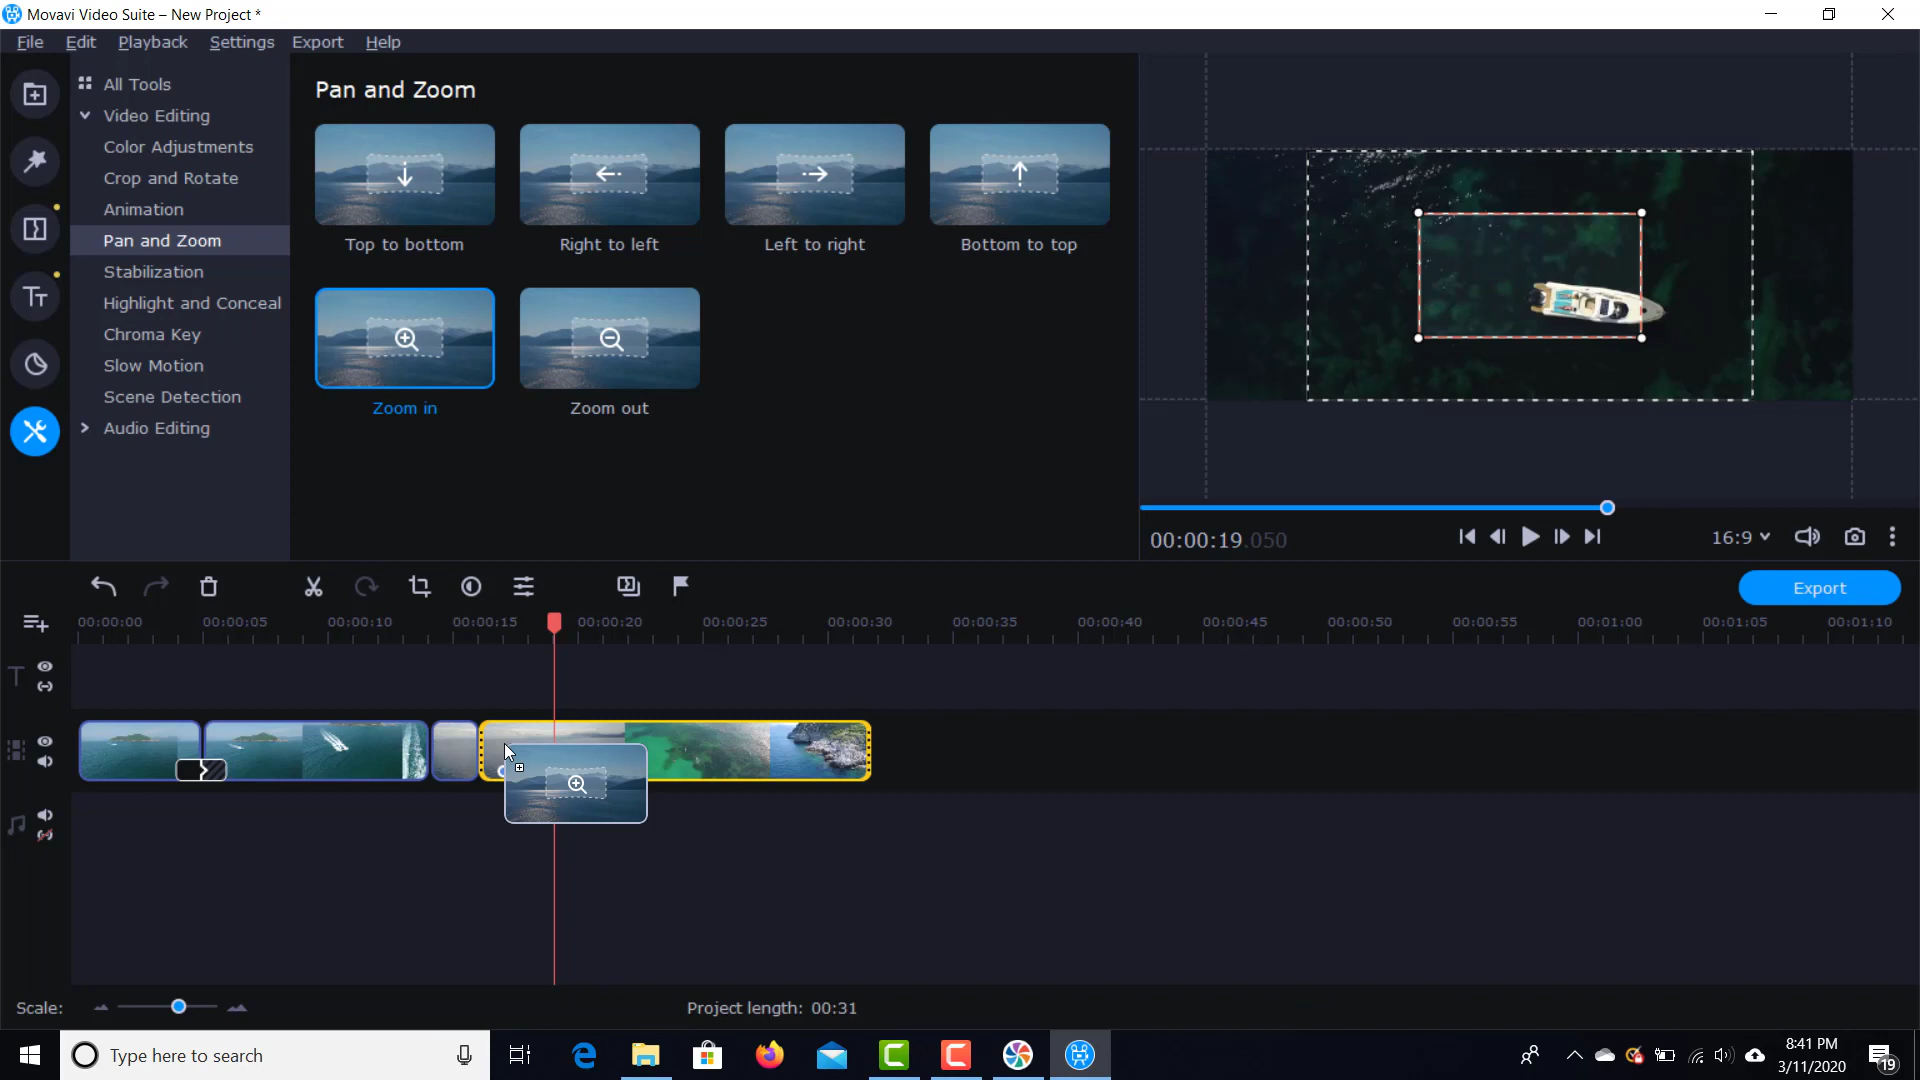 Movavi Video Suite – New Project *
File Edit Playback Settings Export Help
All Tools
Video Editing
Color Adjustments
Crop and Rotate
Animation
Pan and Zoom
Stabilization
Highlight and Conceal
Chroma Key
Slow Motion
Scene Detection
Audio Editing
Pan and Zoom
Top to bottom
Right to left
Left to right
Bottom to top
Zoom in
Zoom out
00:00:19.050
16:9
Export
00:00:00 00:00:05 00:00:10 00:00:15 00:00:20 00:00:25 00:00:30 00:00:35 00:00:40 00:00:45 00:00:50 00:00:55 00:01:00 00:01:05 00:01:10
Scale:
Project length: 00:31
Type here to search
8:41 PM
3/11/2020
19